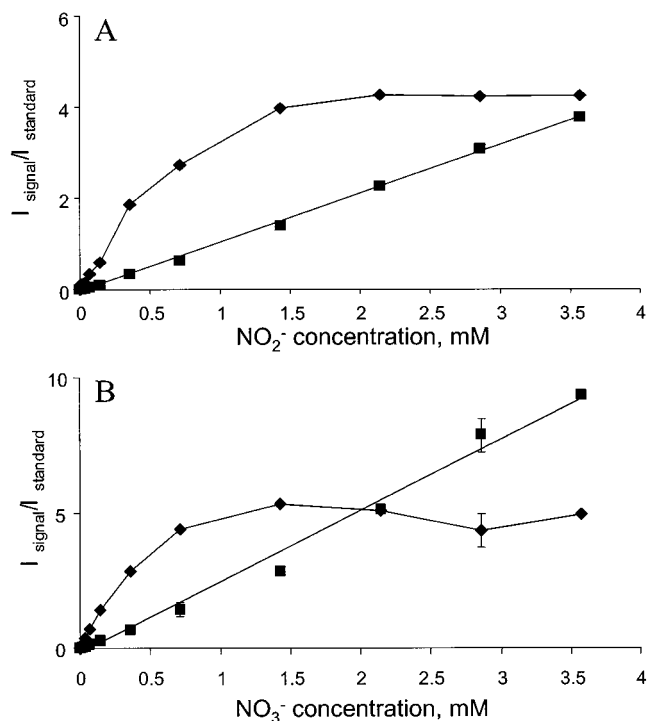 A
6
4
2
0
I signal/I standard
0 0.5 1 1.5 2 2.5 3 3.5 4
NO2- concentration, mM
B
10
5
0
I signal/I standard
0 0.5 1 1.5 2 2.5 3 3.5 4
NO3- concentration, mM